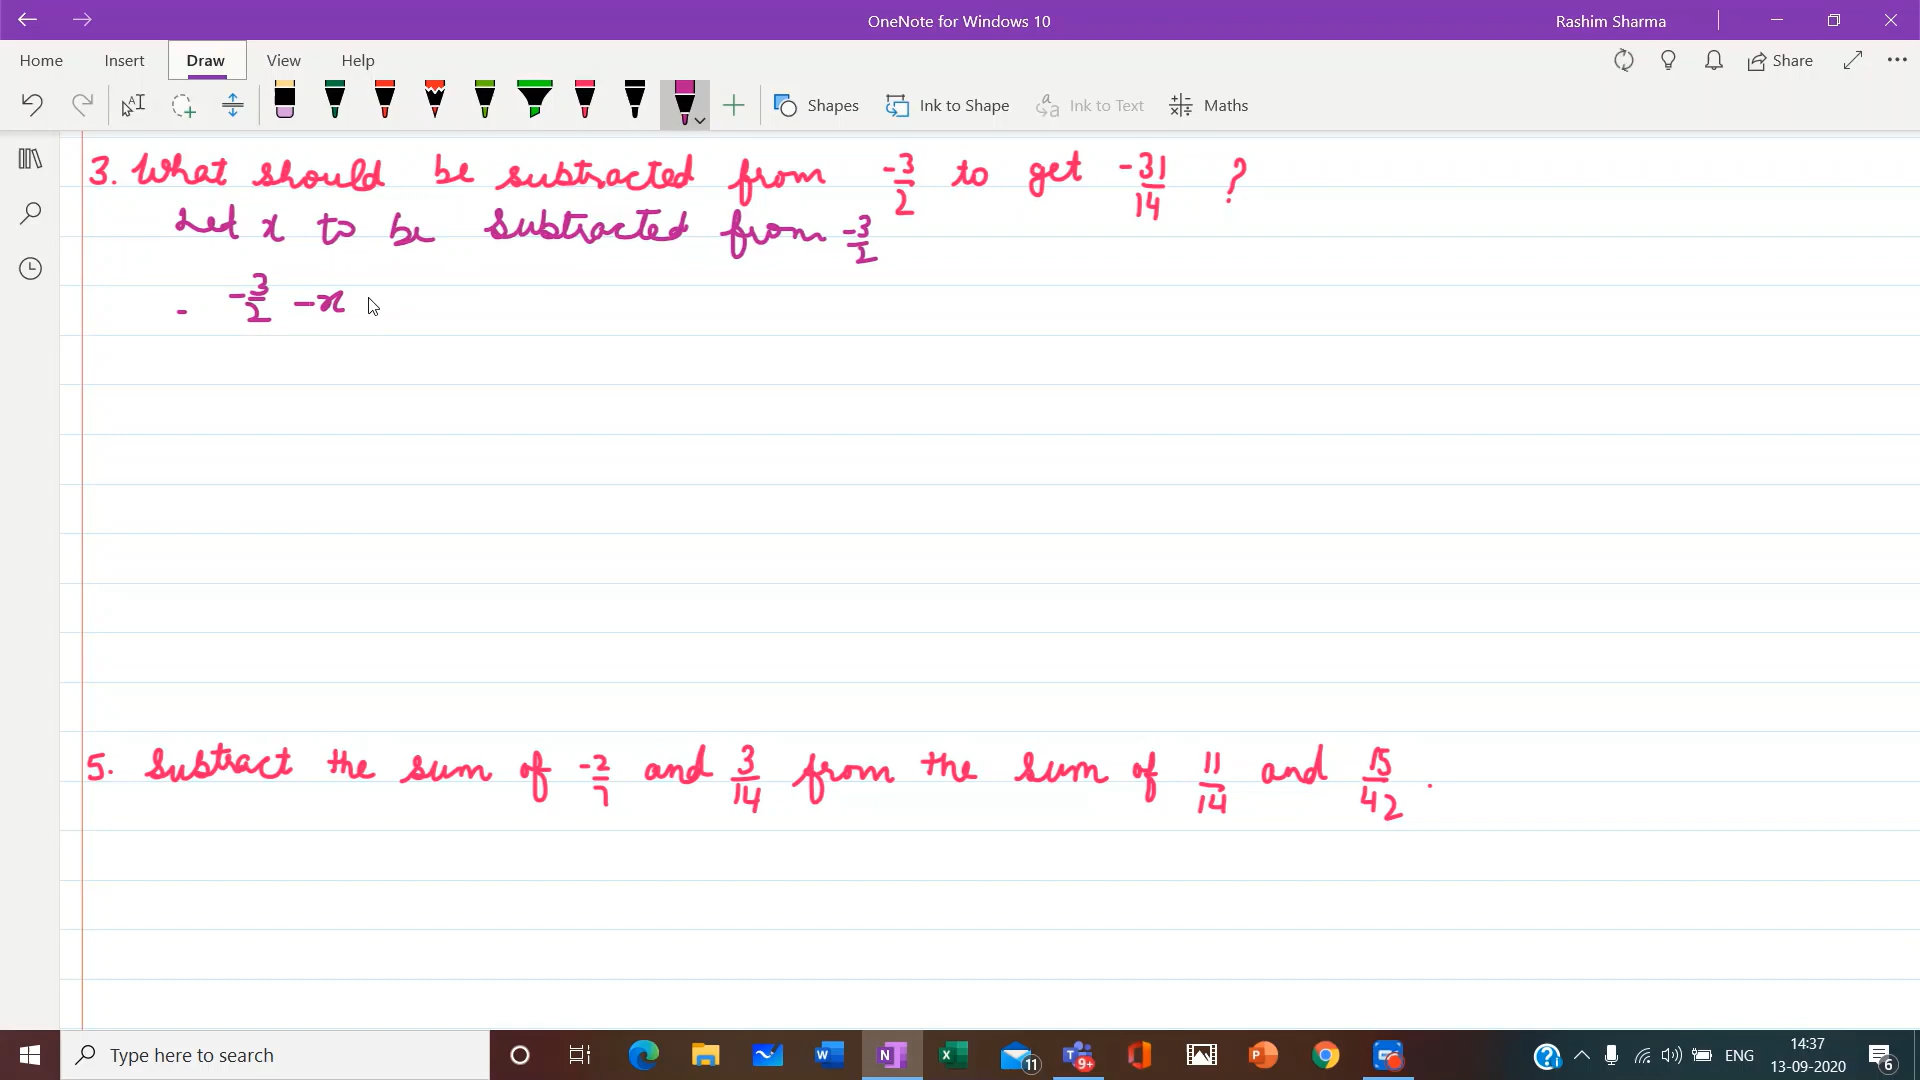 OneNote for Windows 10
Rashim Sharma
Home Insert Draw View Help
Share
Shapes Ink to Shape Ink to Text Maths
3. What should be subtracted from -3/2 to get -31/14 ?
Let x to be subtracted from -3/2
- -3/2 -x
5. Subtract the sum of -2/7 and 3/14 from the sum of 11/14 and 15/42 .
Type here to search
11
9+
ENG
14:37
13-09-2020
6